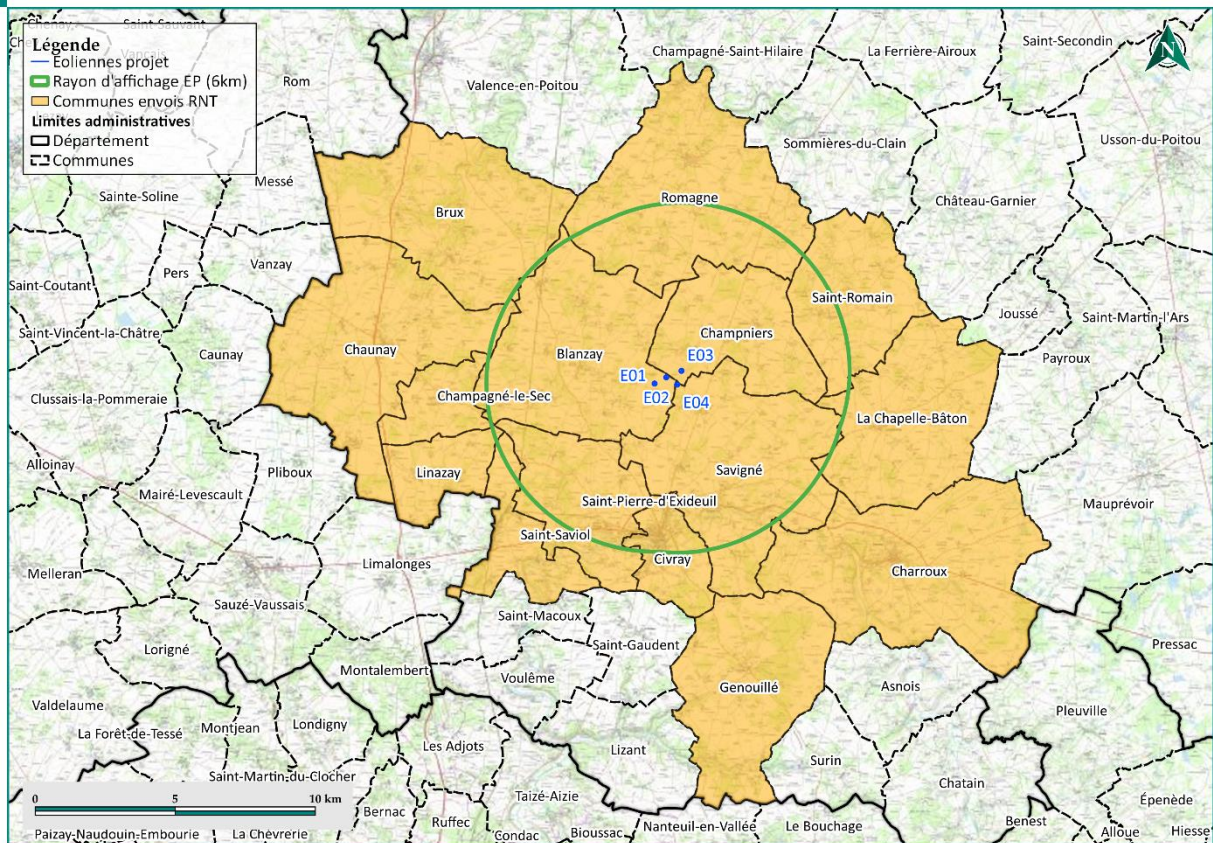 Légende
Eoliennes projet
Rayon d'affichage EP (6km)
Communes envois RNT
Limites administratives
Département
Communes
N
Saint-Sauvant
Rom
Valence-en-Poitou
Champagné-Saint-Hilaire
La Ferrière-Airoux
Saint-Secondin
Usson-du-Poitou
Sommières-du-Clain
Messé
Sainte-Soline
Brux
Romagne
Château-Garnier
Pers
Vanzay
Saint-Coutant
Saint-Romain
Joussé
Saint-Martin-l'Ars
Saint-Vincent-la-Châtre
Caunay
Chaunay
Blanzay
Champniers
Payroux
E03
E01
E02
E04
Clussais-la-Pommeraie
Champagné-le-Sec
La Chapelle-Bâton
Alloinay
Pliboux
Linazay
Savigné
Mairé-Levescault
Saint-Pierre-d'Exideuil
Mauprévoir
Saint-Saviol
Civray
Charroux
Melleran
Limalonges
Sauzé-Vaussais
Saint-Macoux
Saint-Gaudent
Pressac
Lorigné
Montalembert
Voulême
Genouillé
Asnois
Valdelaume
Pleuville
La Forêt-de-Tessé
Montjean
Londigny
Les Adjots
Lizant
Surin
Chatain
Saint-Martin-du-Clocher
Taizé-Aizie
Épenède
0 5 10 km
Bernac
Ruffec
Condac
Bioussac
Nanteuil-en-Vallée
Le Bouchage
Benest
Alloue
Hiesse
Paizay-Naudouin-Embourie
La Chèvrerie